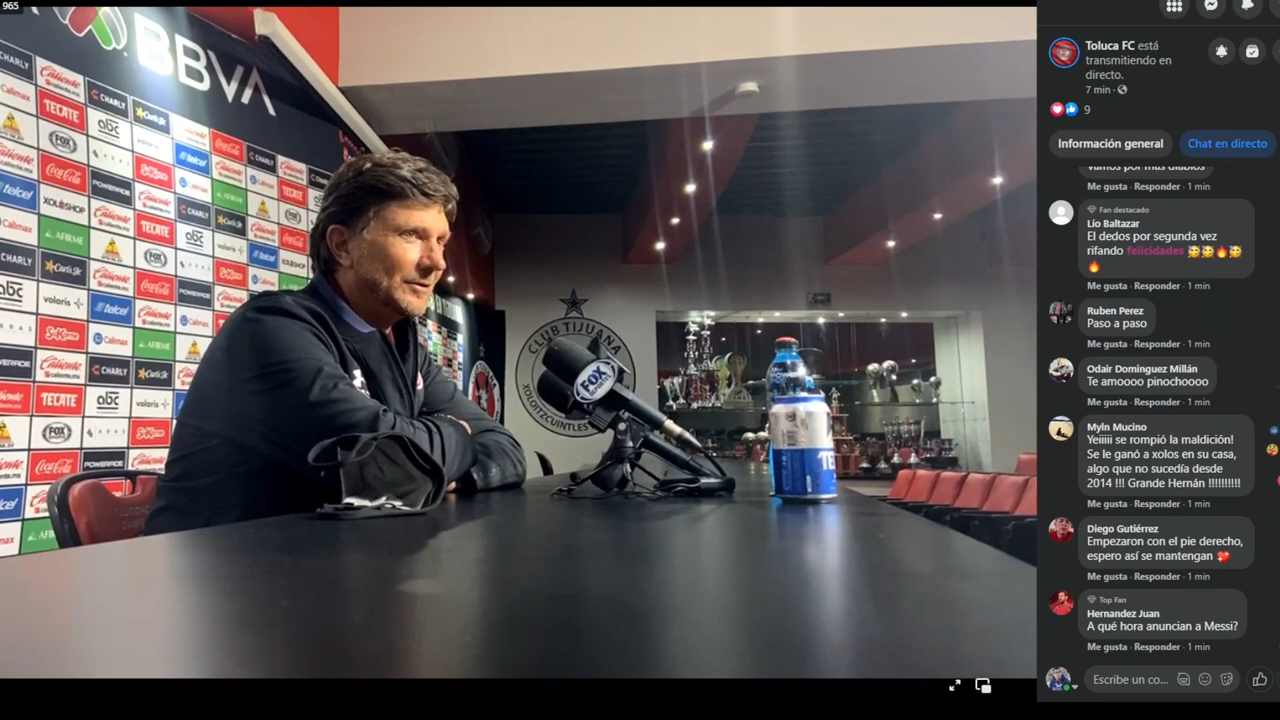 965
BBVA
CHARLY
Caliente
TECATE
abc
Calimax
FOX
Coca-Cola
telcel
volaris
AFIRME
XOLOSHOP
POWERADE
Carl's Jr.
CLUB TIJUANA
XOLOITZCUINTLES
FOX
SPORTS
Toluca FC está
transmitiendo en
directo.
7 min
9
Información general
Chat en directo
vamos por más diablos
Me gusta · Responder · 1 min
Fan destacado
Lío Baltazar
El dedos por segunda vez
rifando felicidades 🥰🥰🔥🥰
🔥
Me gusta · Responder · 1 min
Ruben Perez
Paso a paso
Me gusta · Responder · 1 min
Odair Dominguez Millán
Te amoooo pinochoooo
Me gusta · Responder · 1 min
Myln Mucino
Yeiiiii se rompió la maldición!
Se le ganó a xolos en su casa,
algo que no sucedía desde
2014 !!! Grande Hernán !!!!!!!!!!
Me gusta · Responder · 1 min
Diego Gutiérrez
Empezaron con el pie derecho,
espero así se mantengan 💖
Me gusta · Responder · 1 min
Top Fan
Hernandez Juan
A qué hora anuncian a Messi?
Me gusta · Responder · 1 min
Escribe un co...